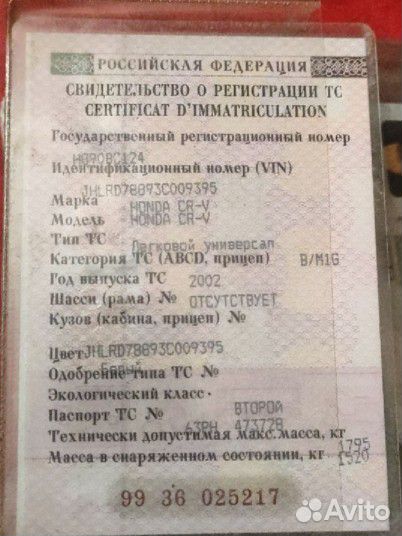 РОССИЙСКАЯ ФЕДЕРАЦИЯ
СВИДЕТЕЛЬСТВО О РЕГИСТРАЦИИ ТС
CERTIFICAT D'IMMATRICULATION
Государственный регистрационный номер
Н090ВС124
Идентификационный номер (VIN)
JHLRD78893C009395
Марка HONDA CR-V
Модель HONDA CR-V
Тип ТС Легковой универсал
Категория ТС (ABCD, прицеп) B/M1G
Год выпуска ТС 2002
Шасси (рама) № ОТСУТСТВУЕТ
Кузов (кабина, прицеп) №
JHLRD78893C009395
Цвет
Одобрение типа ТС №
Экологический класс
ВТОРОЙ
Паспорт ТС № 63РН 473728
Технически допустимая макс. масса, кг 1795
Масса в снаряженном состоянии, кг 1520
99 36 025217
Avito